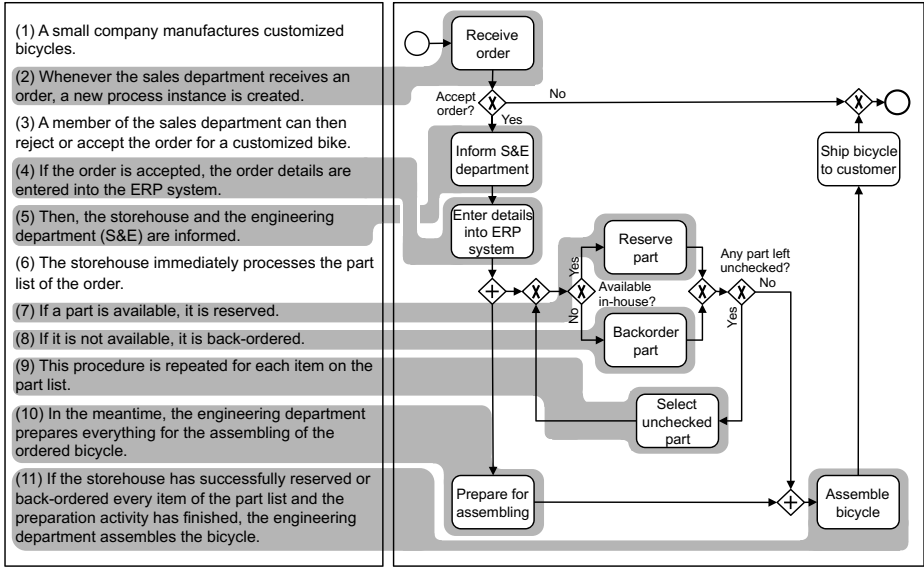 (1) A small company manufactures customized
bicycles.
(2) Whenever the sales department receives an
order, a new process instance is created.
(3) A member of the sales department can then
reject or accept the order for a customized bike.
(4) If the order is accepted, the order details are
entered into the ERP system.
(5) Then, the storehouse and the engineering
department (S&E) are informed.
(6) The storehouse immediately processes the part
list of the order.
(7) If a part is available, it is reserved.
(8) If it is not available, it is back-ordered.
(9) This procedure is repeated for each item on the
part list.
(10) In the meantime, the engineering department
prepares everything for the assembling of the
ordered bicycle.
(11) If the storehouse has successfully reserved or
back-ordered every item of the part list and the
preparation activity has finished, the engineering
department assembles the bicycle.
Receive
order
Accept
order?
No
Yes
Inform S&E
department
Ship bicycle
to customer
Enter details
into ERP
system
Reserve
part
Yes
Available
in-house?
No
Any part left
unchecked?
No
Yes
Backorder
part
Select
unchecked
part
Prepare for
assembling
Assemble
bicycle